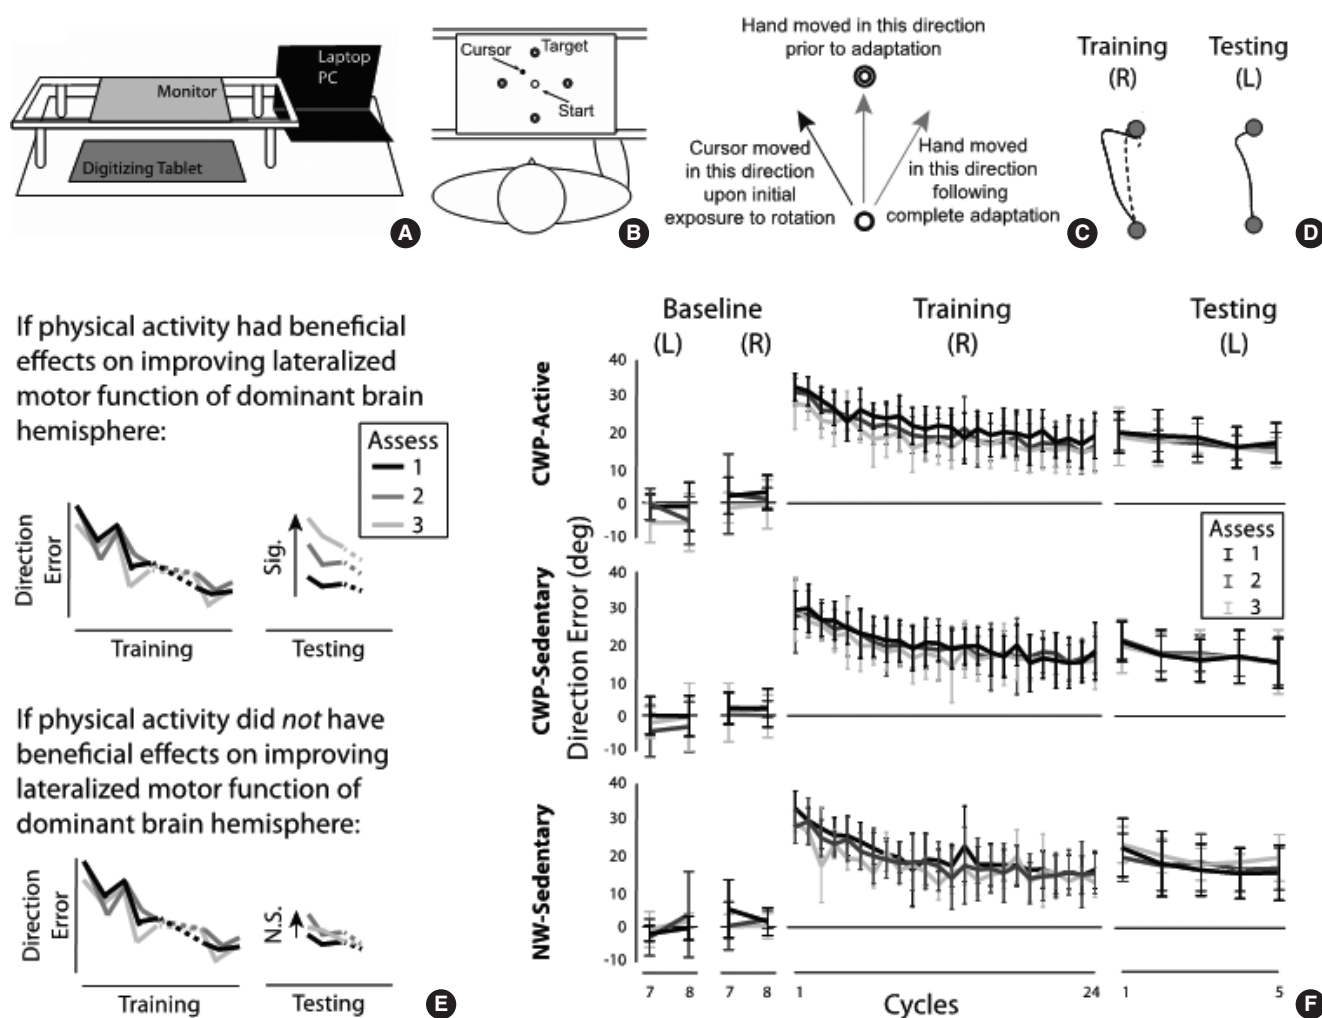 Laptop
PC
Monitor
Digitizing Tablet
A
Cursor
Target
Start
B
Hand moved in this direction
prior to adaptation
Cursor moved
in this direction
upon initial
exposure to rotation
Hand moved
in this direction
following
complete adaptation
C
Training
(R)
Testing
(L)
D
If physical activity had beneficial
effects on improving lateralized
motor function of dominant brain
hemisphere:
Assess
1
2
3
Direction
Error
Training
Sig.
Testing
If physical activity did not have
beneficial effects on improving
lateralized motor function of
dominant brain hemisphere:
Direction
Error
Training
N.S.
Testing
E
Baseline
(L)
(R)
Training
(R)
Testing
(L)
CWP-Active
40
30
20
10
0
-10
CWP-Sedentary
40
30
20
10
0
-10
NW-Sedentary
40
30
20
10
0
-10
Direction Error (deg)
Assess
1
2
3
7
8
7
8
1
24
1
5
Cycles
F